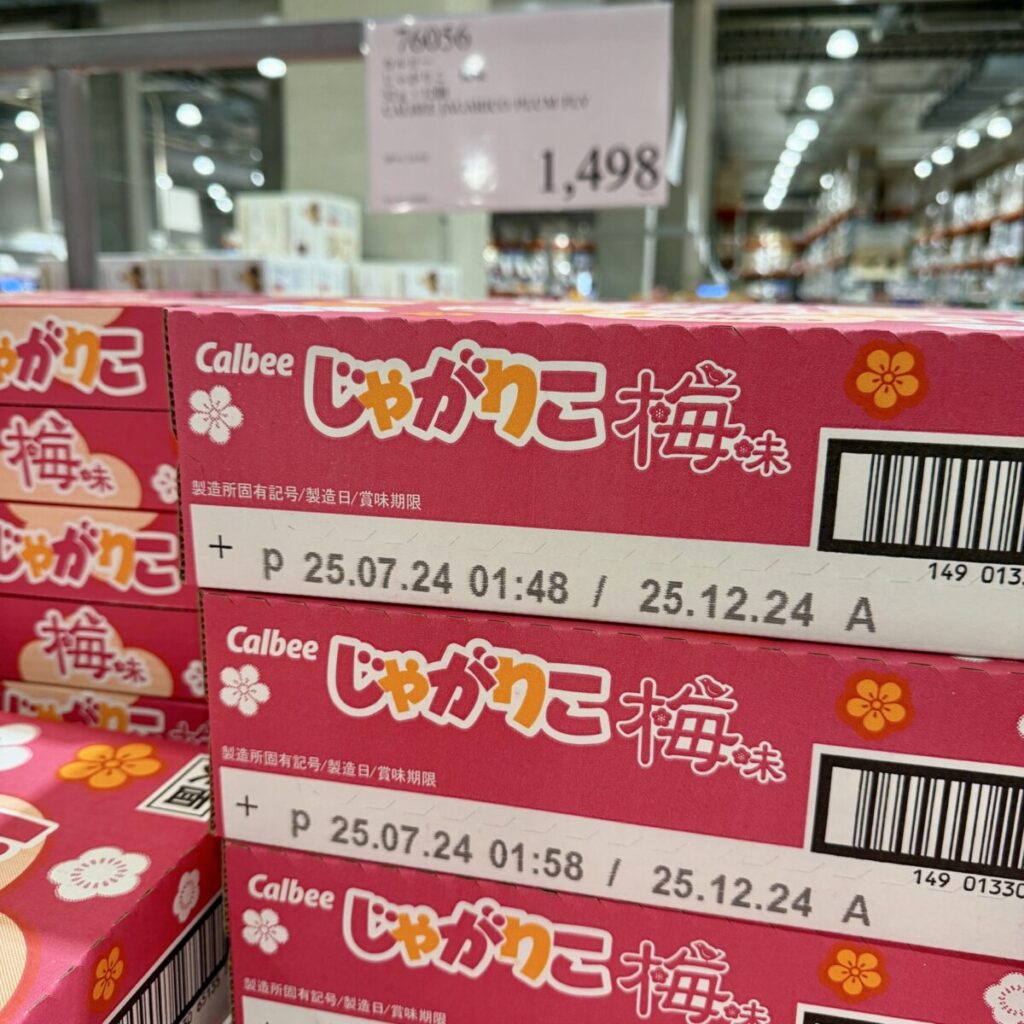 76056
CALBEE JAGARICO PLUM FLV
1,498
じゃがりこ
梅味
じゃがりこ
梅味
Calbee じゃがりこ 梅味
製造所固有記号/製造日/賞味期限
+ p 25.07.24 01:48 / 25.12.24 A
149 0133
Calbee じゃがりこ 梅味
製造所固有記号/製造日/賞味期限
+ p 25.07.24 01:58 / 25.12.24 A
149 01330
Calbee じゃがりこ 梅味
製造所固有記号/製造日/賞味期限